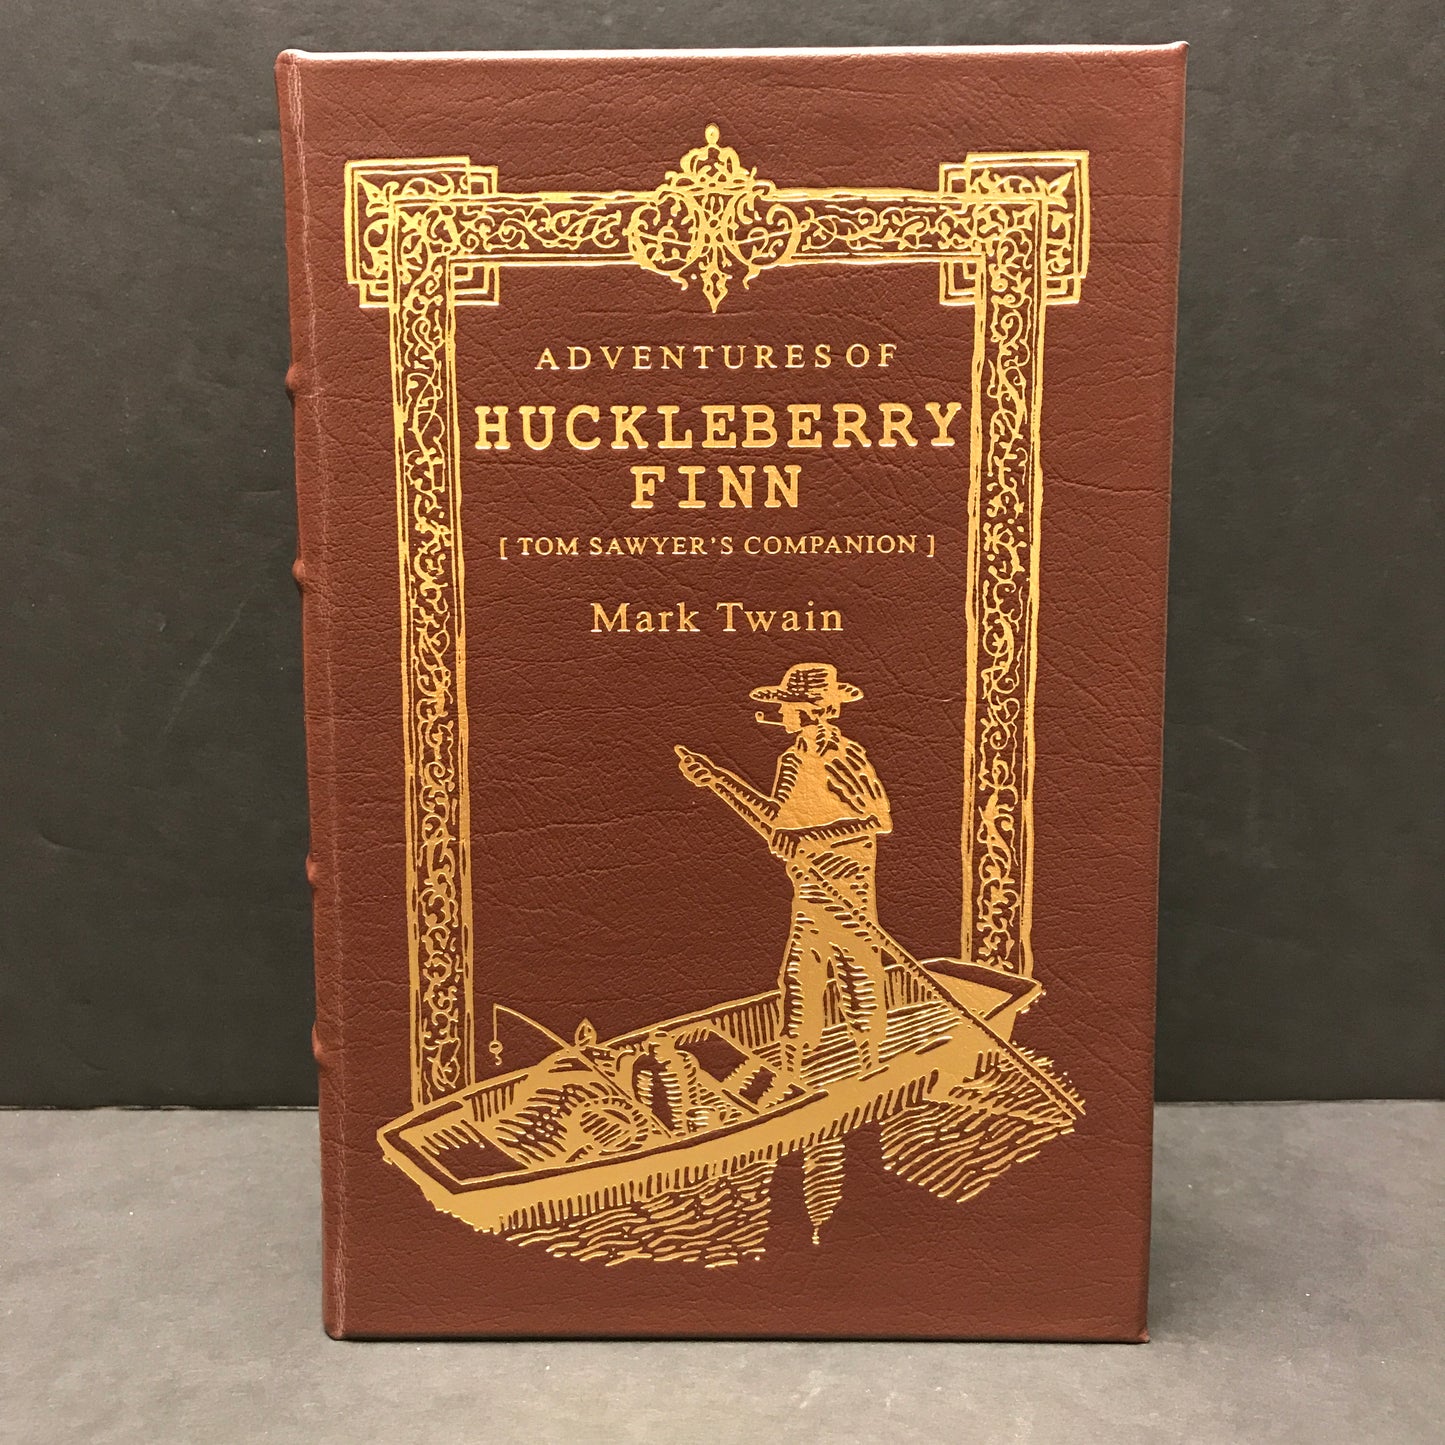 ADVENTURES OF
HUCKLEBERRY
FINN
[ TOM SAWYER'S COMPANION ]
Mark Twain